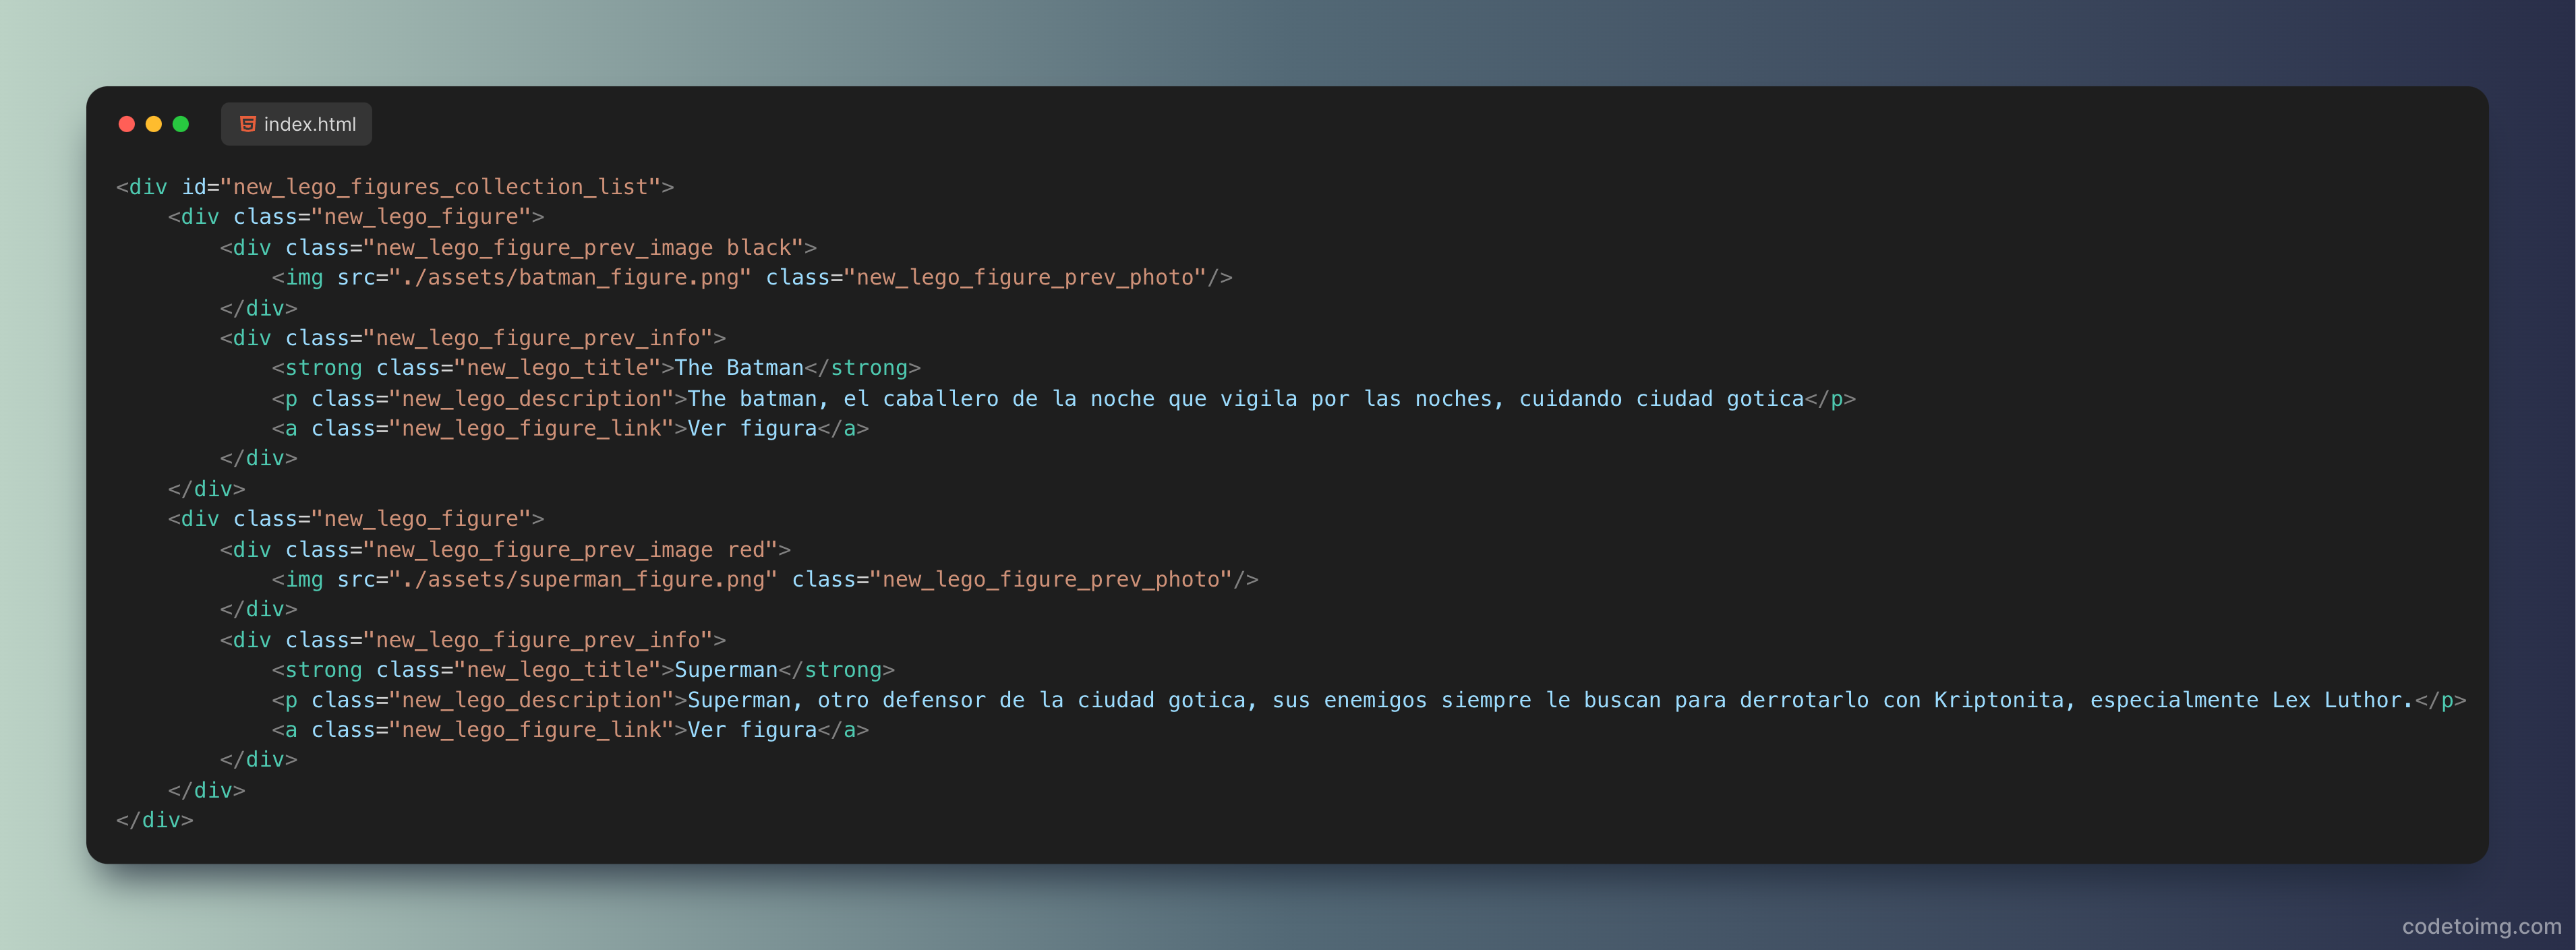 index.html
<div id="new_lego_figures_collection_list">
    <div class="new_lego_figure">
        <div class="new_lego_figure_prev_image black">
            <img src="./assets/batman_figure.png" class="new_lego_figure_prev_photo"/>
        </div>
        <div class="new_lego_figure_prev_info">
            <strong class="new_lego_title">The Batman</strong>
            <p class="new_lego_description">The batman, el caballero de la noche que vigila por las noches, cuidando ciudad gotica</p>
            <a class="new_lego_figure_link">Ver figura</a>
        </div>
    </div>
    <div class="new_lego_figure">
        <div class="new_lego_figure_prev_image red">
            <img src="./assets/superman_figure.png" class="new_lego_figure_prev_photo"/>
        </div>
        <div class="new_lego_figure_prev_info">
            <strong class="new_lego_title">Superman</strong>
            <p class="new_lego_description">Superman, otro defensor de la ciudad gotica, sus enemigos siempre le buscan para derrotarlo con Kriptonita, especialmente Lex Luthor.</p>
            <a class="new_lego_figure_link">Ver figura</a>
        </div>
    </div>
</div>
codetoimg.com